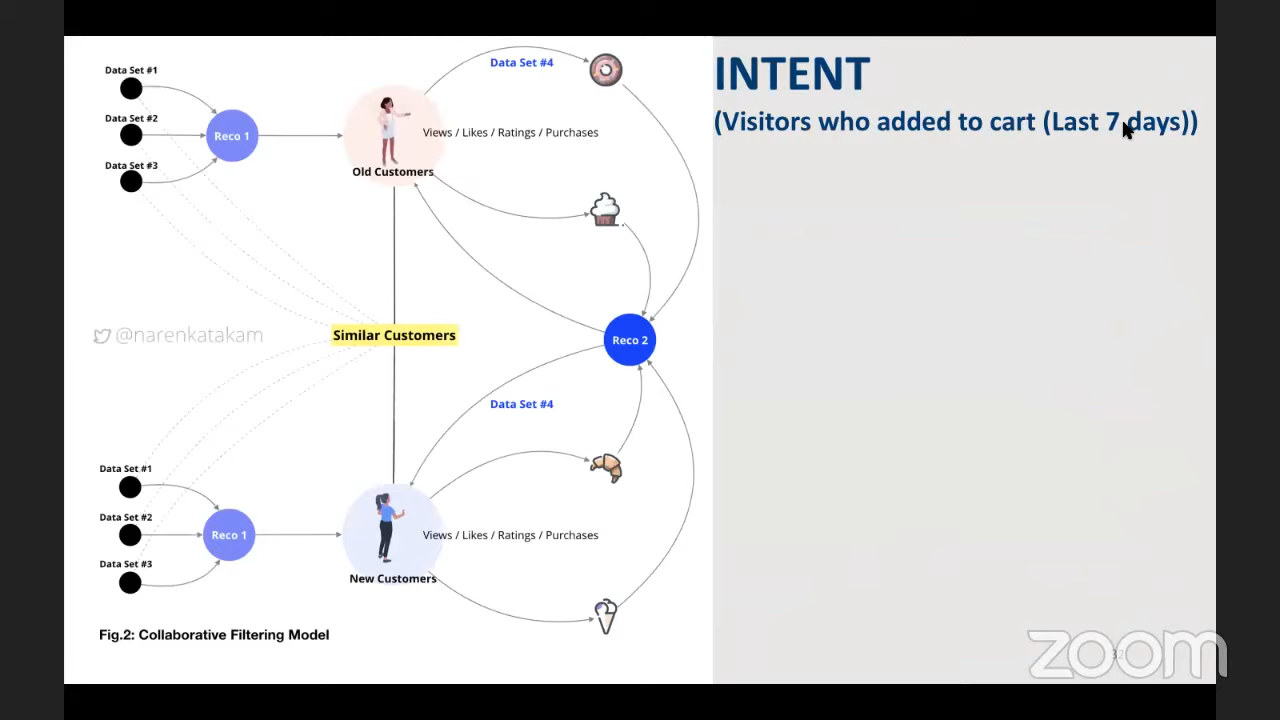 Data Set #1
Data Set #2
Data Set #3
Reco 1
Old Customers
Data Set #4
Views / Likes / Ratings / Purchases
Similar Customers
@narenkatakam
Reco 2
Data Set #4
Data Set #1
Data Set #2
Data Set #3
Reco 1
New Customers
Views / Likes / Ratings / Purchases
Fig.2: Collaborative Filtering Model
INTENT
(Visitors who added to cart (Last 7 days))
32
zoom